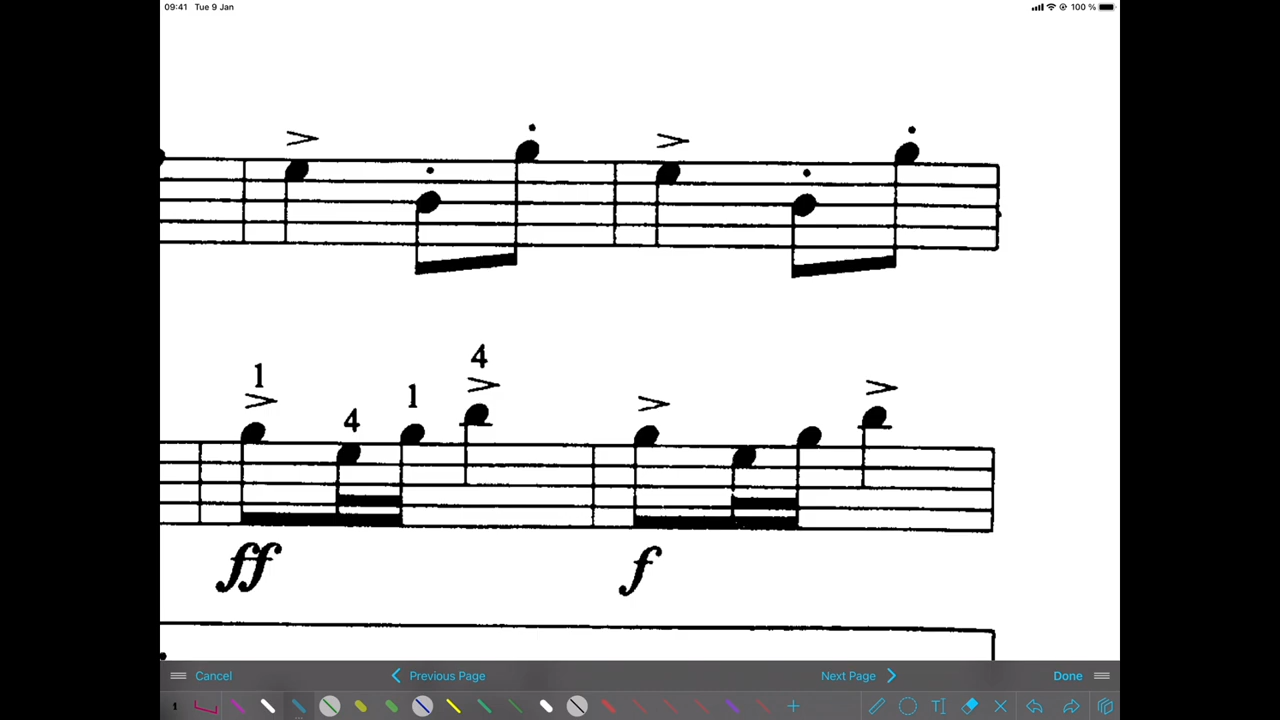 09:41 Tue 9 Jan 100 %
4
1 1
4
ff f
Cancel Previous Page Next Page Done
1 T